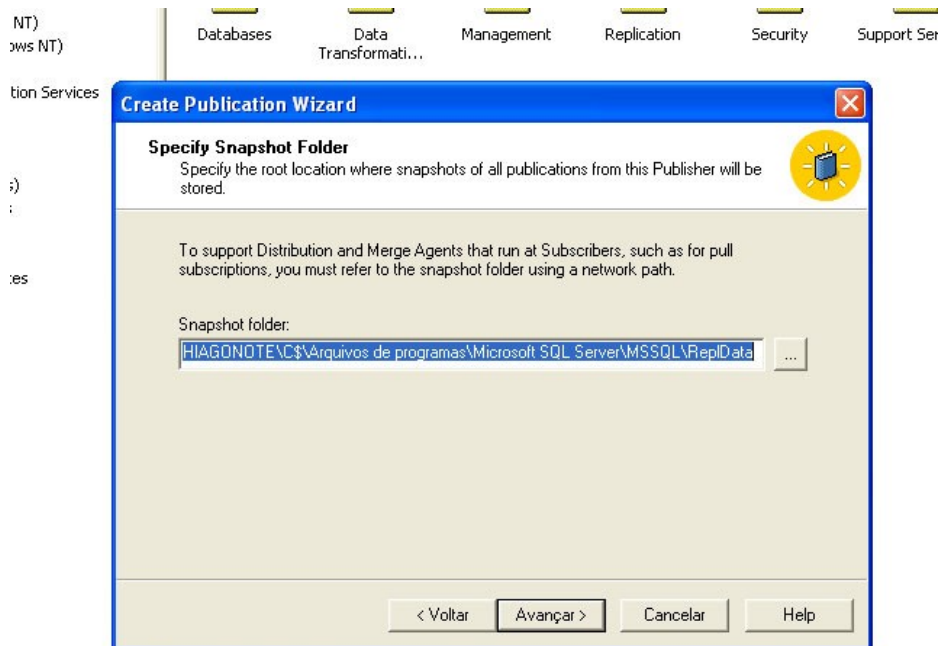 NT)
ows NT)
Databases
Data
Transformati...
Management
Replication
Security
Support Ser
tion Services
Create Publication Wizard
Specify Snapshot Folder
Specify the root location where snapshots of all publications from this Publisher will be
stored.
s)
:
To support Distribution and Merge Agents that run at Subscribers, such as for pull
subscriptions, you must refer to the snapshot folder using a network path.
ces
Snapshot folder:
HIAGONOTE\C$\Arquivos de programas\Microsoft SQL Server\MSSQL\ReplData
...
< Voltar
Avançar >
Cancelar
Help